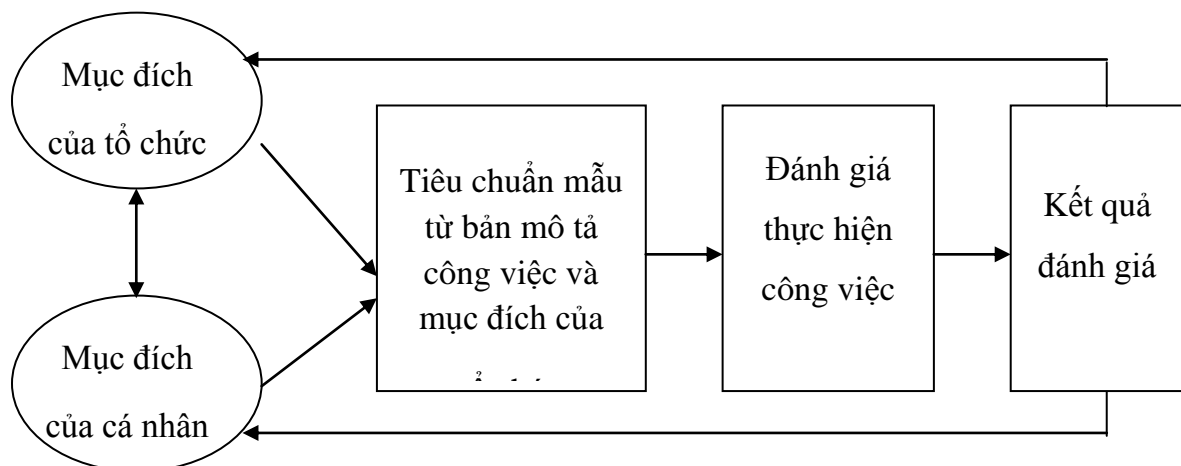 Mục đích
của tổ chức
Tiêu chuẩn mẫu
từ bản mô tả
công việc và
mục đích của
Đánh giá
thực hiện
công việc
Kết quả
đánh giá
Mục đích
của cá nhân